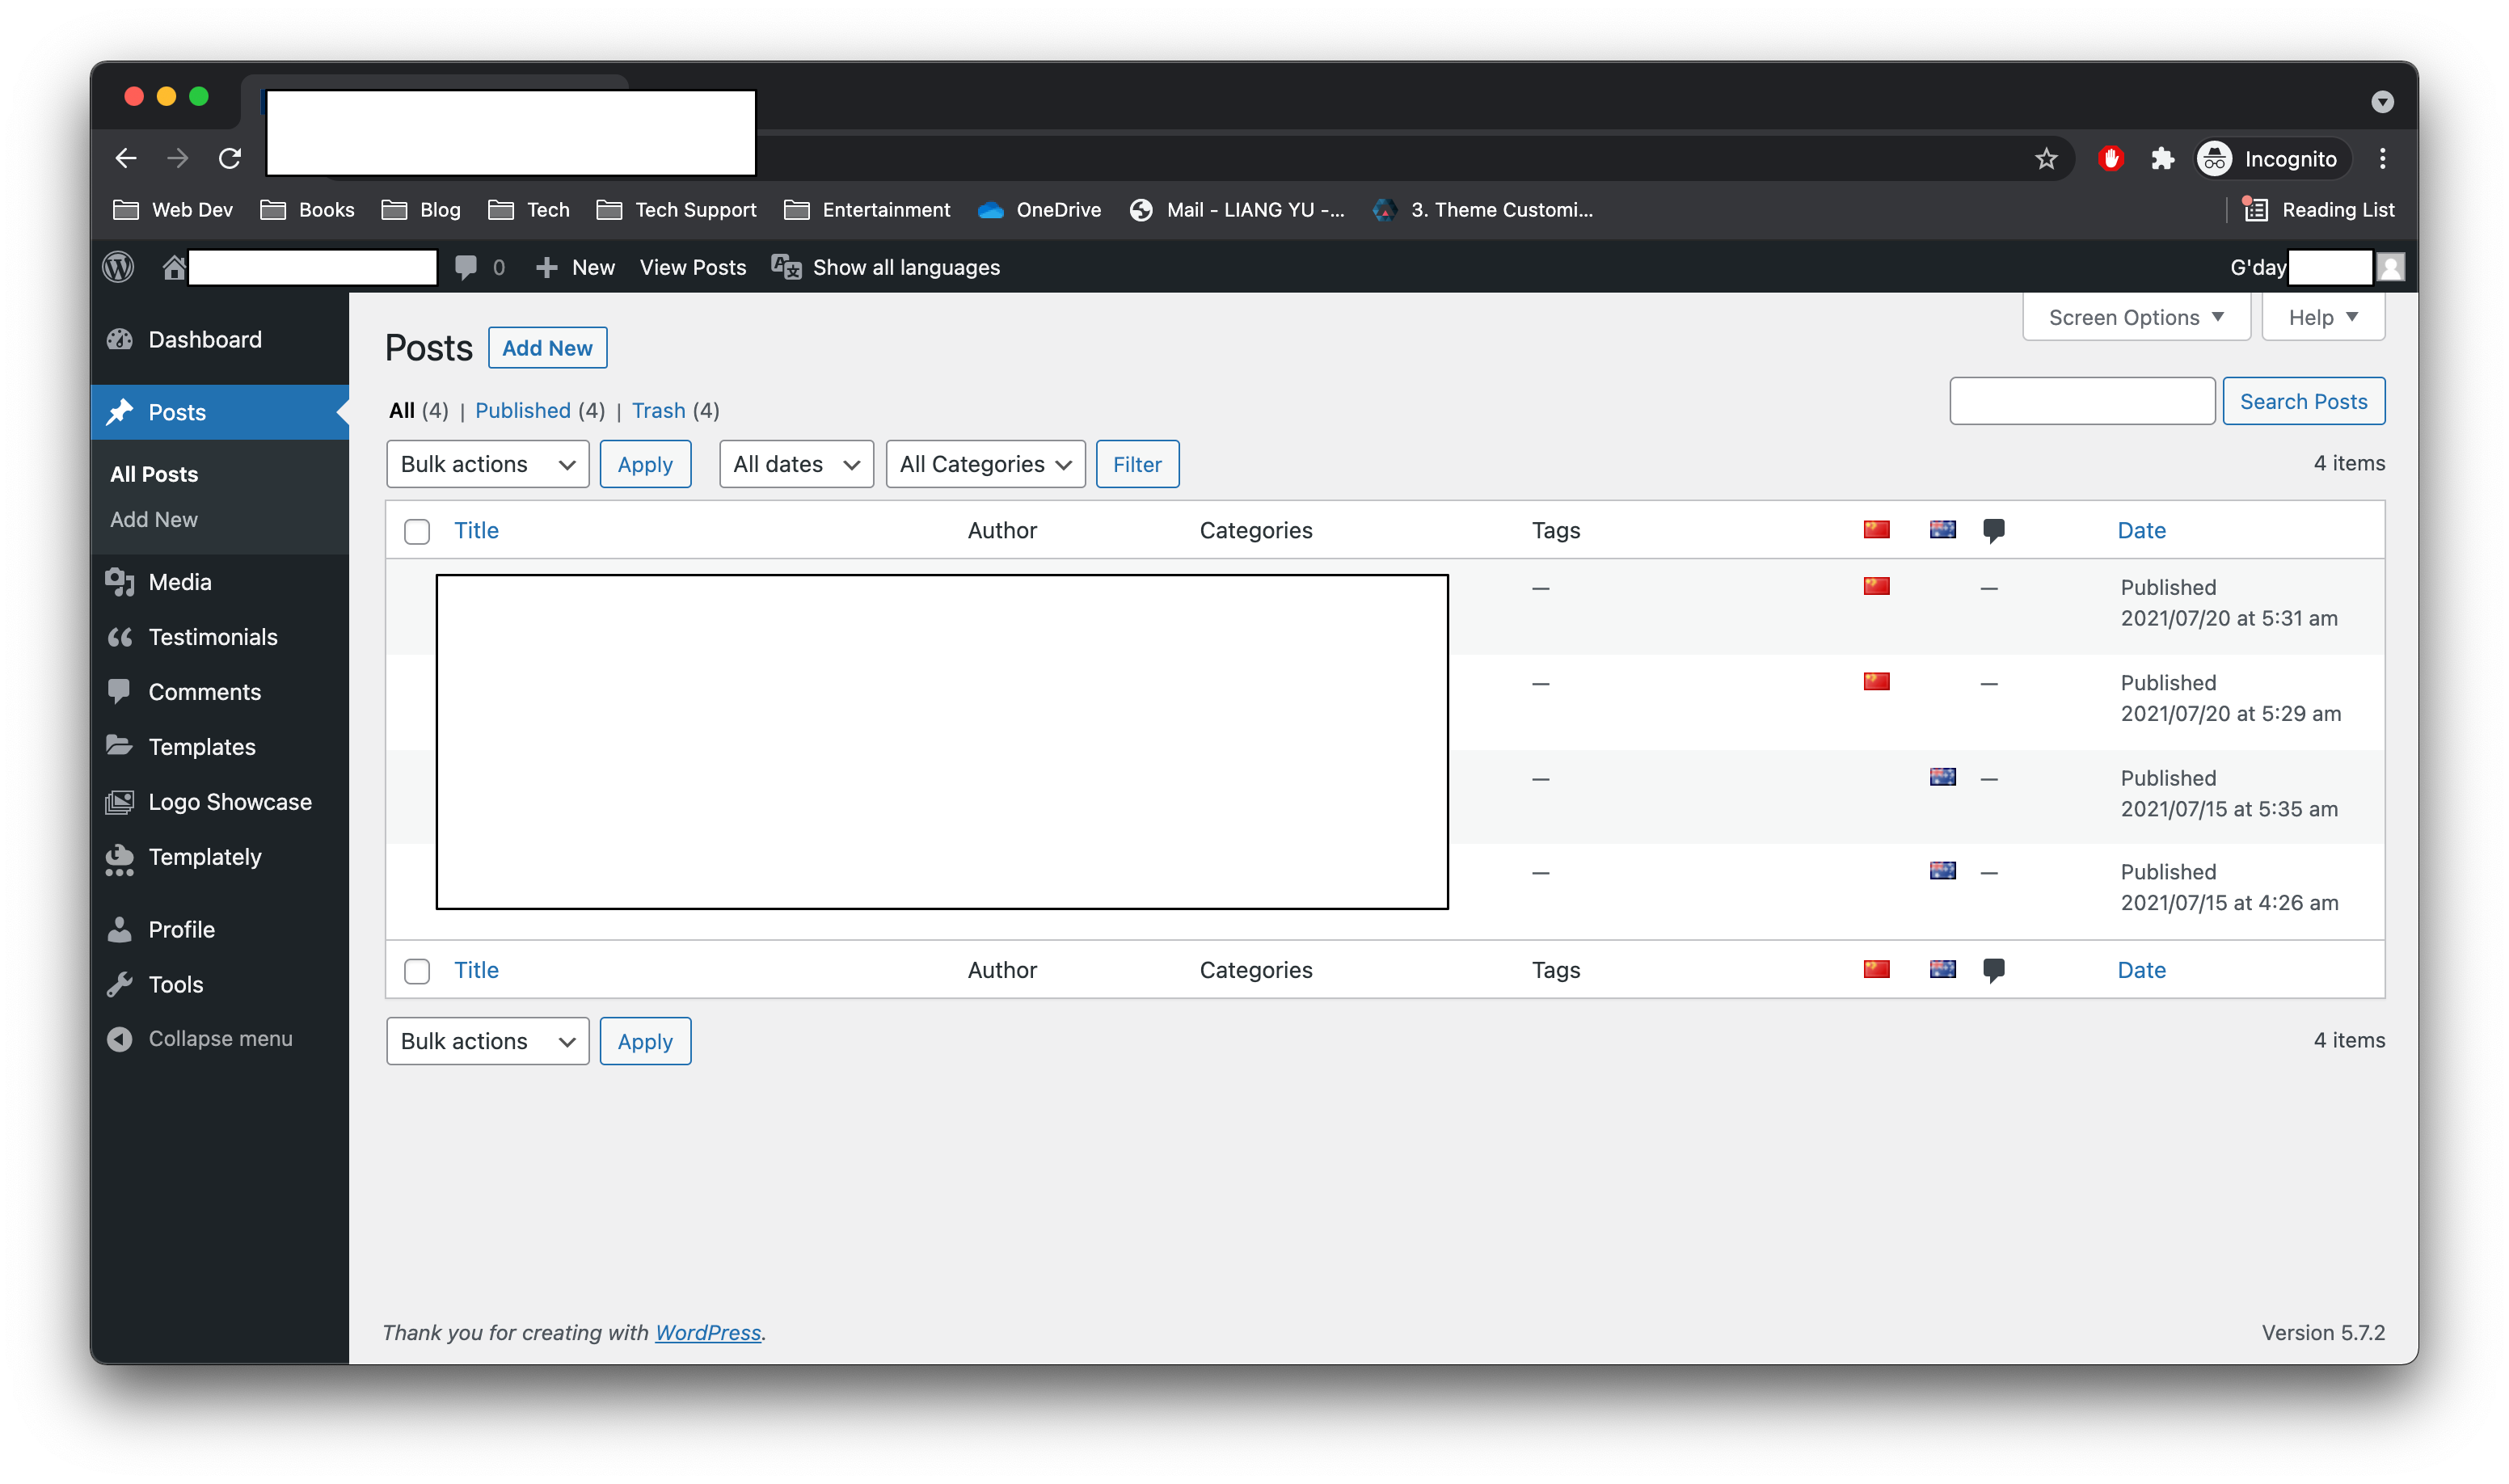 Incognito
Web Dev Books Blog Tech Tech Support Entertainment OneDrive Mail - LIANG YU -... 3. Theme Customi... Reading List
0 New View Posts Show all languages G'day
Screen Options Help
Dashboard
Posts Add New
Posts
All (4) | Published (4) | Trash (4)
Search Posts
All Posts
Add New
Bulk actions Apply All dates All Categories Filter 4 items
Title Author Categories Tags Date
Media
Testimonials
Comments
Templates
Logo Showcase
Templately
Profile
Tools
Collapse menu
— — Published
2021/07/20 at 5:31 am
— — Published
2021/07/20 at 5:29 am
— — Published
2021/07/15 at 5:35 am
— — Published
2021/07/15 at 4:26 am
Title Author Categories Tags Date
Bulk actions Apply 4 items
Thank you for creating with WordPress. Version 5.7.2